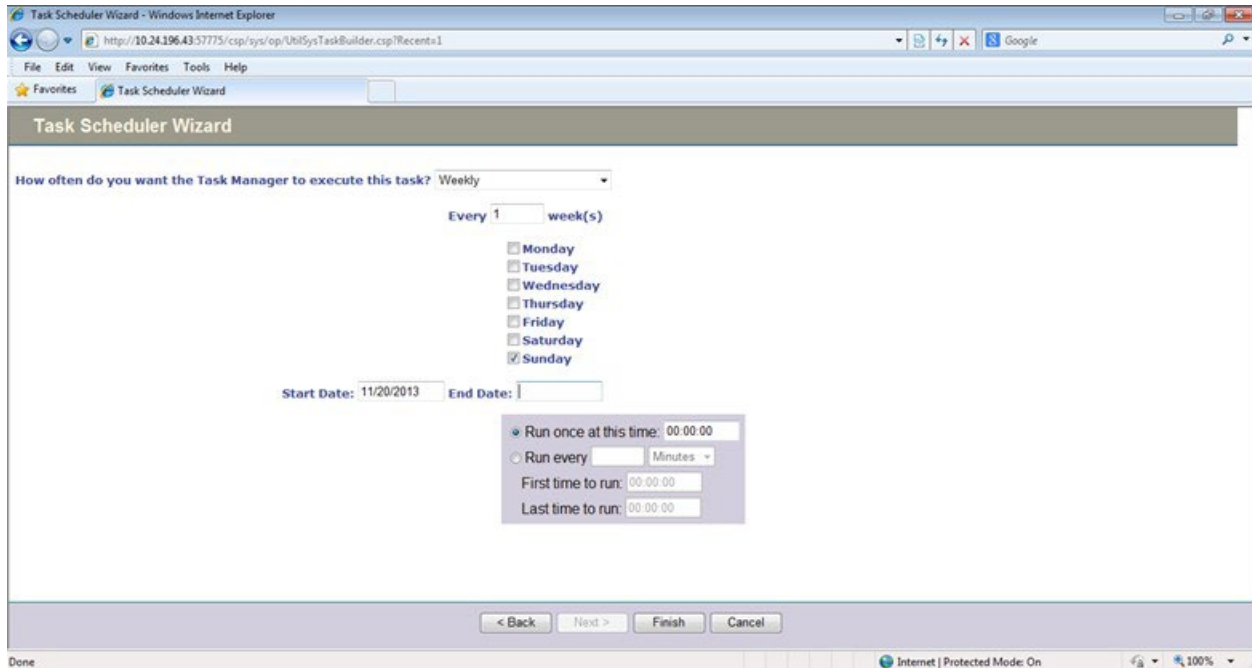 Task Scheduler Wizard - Windows Internet Explorer
http://10.24.196.43:57775/csp/sys/op/UtilSysTaskBuilder.csp?Recent=1
Google
File Edit View Favorites Tools Help
Favorites Task Scheduler Wizard
Task Scheduler Wizard
How often do you want the Task Manager to execute this task? Weekly
Every 1 week(s)
Monday
Tuesday
Wednesday
Thursday
Friday
Saturday
Sunday
Start Date: 11/20/2013 End Date:
Run once at this time: 00:00:00
Run every Minutes
First time to run: 00:00:00
Last time to run: 00:00:00
< Back Next > Finish Cancel
Done Internet | Protected Mode: On 100%